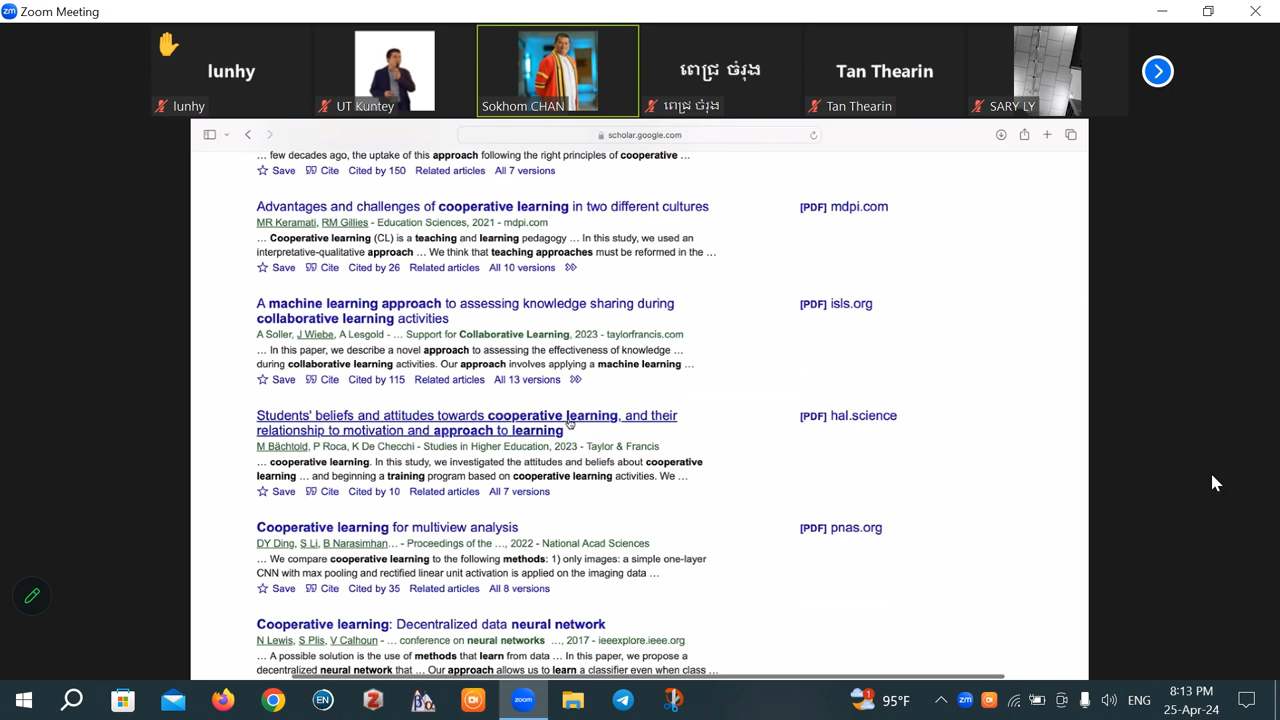 Zoom Meeting
lunhy
Tan Thearin
ពេជ្រ ច័រុង
lunhy
UT Kuntey
Sokhom CHAN
ពេជ្រ ច័រុង
Tan Thearin
SARY LY
scholar.google.com
... few decades ago, the uptake of this approach following the right principles of cooperative ...
Save Cite Cited by 150 Related articles All 7 versions
Advantages and challenges of cooperative learning in two different cultures
[PDF] mdpi.com
MR Keramati, RM Gillies - Education Sciences, 2021 - mdpi.com
... Cooperative learning (CL) is a teaching and learning pedagogy ... In this study, we used an
interpretative-qualitative approach ... We think that teaching approaches must be reformed in the ...
Save Cite Cited by 26 Related articles All 10 versions
A machine learning approach to assessing knowledge sharing during
collaborative learning activities
[PDF] isls.org
A Soller, J Wiebe, A Lesgold - ... Support for Collaborative Learning, 2023 - taylorfrancis.com
... In this paper, we describe a novel approach to assessing the effectiveness of knowledge ...
during collaborative learning activities. Our approach involves applying a machine learning ...
Save Cite Cited by 115 Related articles All 13 versions
Students' beliefs and attitudes towards cooperative learning, and their
relationship to motivation and approach to learning
[PDF] hal.science
M Bächtold, P Roca, K De Checchi - Studies in Higher Education, 2023 - Taylor & Francis
... cooperative learning. In this study, we investigated the attitudes and beliefs about cooperative
learning ... and beginning a training program based on cooperative learning activities. We ...
Save Cite Cited by 10 Related articles All 7 versions
Cooperative learning for multiview analysis
[PDF] pnas.org
DY Ding, S Li, B Narasimhan... - Proceedings of the ..., 2022 - National Acad Sciences
... We compare cooperative learning to the following methods: 1) only images: a simple one-layer
CNN with max pooling and rectified linear unit activation is applied on the imaging data ...
Save Cite Cited by 35 Related articles All 8 versions
Cooperative learning: Decentralized data neural network
N Lewis, S Plis, V Calhoun - ... conference on neural networks ..., 2017 - ieeexplore.ieee.org
... A possible solution is the use of methods that learn from data ... In this paper, we propose a
decentralized neural network that ... Our approach allows us to learn a classifier even when class ...
EN
zoom
95°F
zm
ENG
8:13 PM
25-Apr-24